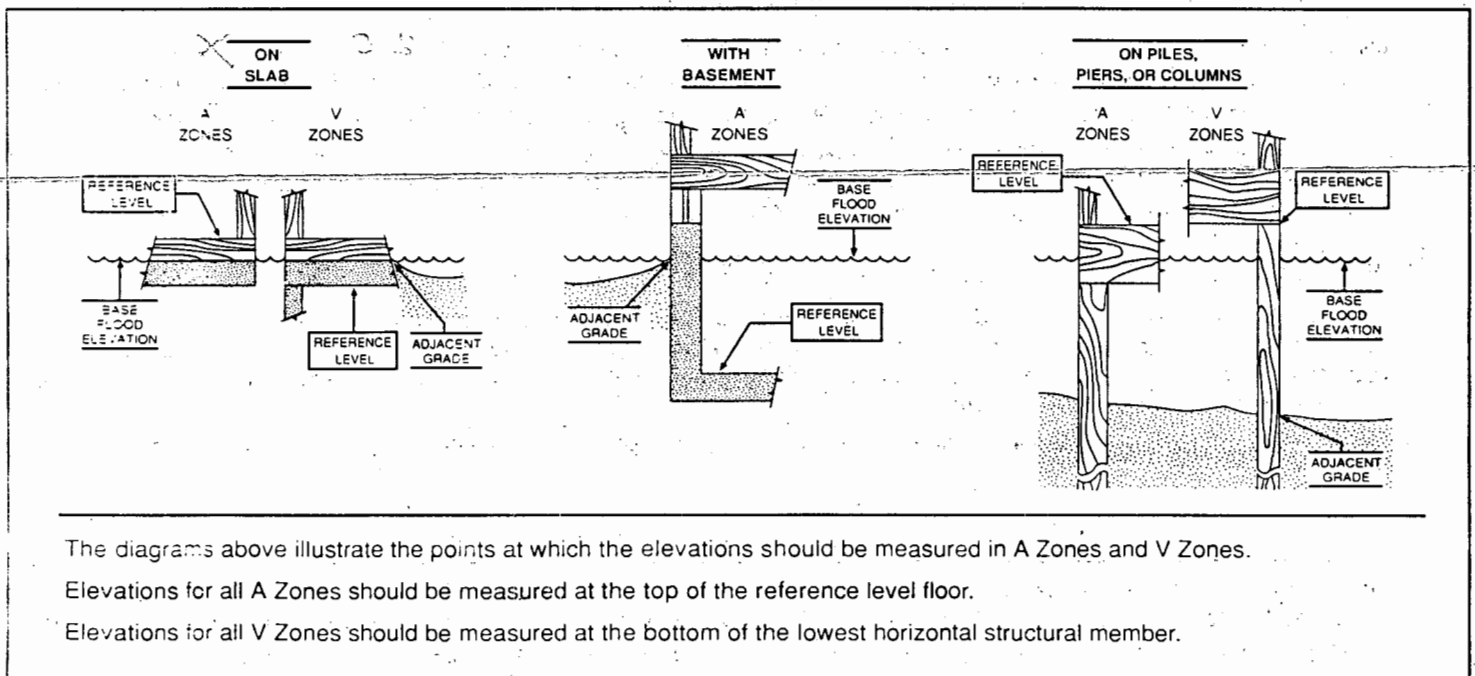 ON
SLAB
A
ZONES
V
ZONES
REFERENCE
LEVEL
BASE
FLOOD
ELEVATION
REFERENCE
LEVEL
ADJACENT
GRADE
WITH
BASEMENT
A
ZONES
BASE
FLOOD
ELEVATION
ADJACENT
GRADE
REFERENCE
LEVEL
ON PILES,
PIERS, OR COLUMNS
A
ZONES
V
ZONES
REFERENCE
LEVEL
REFERENCE
LEVEL
BASE
FLOOD
ELEVATION
ADJACENT
GRADE
The diagrams above illustrate the points at which the elevations should be measured in A Zones and V Zones.
Elevations for all A Zones should be measured at the top of the reference level floor.
Elevations for all V Zones should be measured at the bottom of the lowest horizontal structural member.